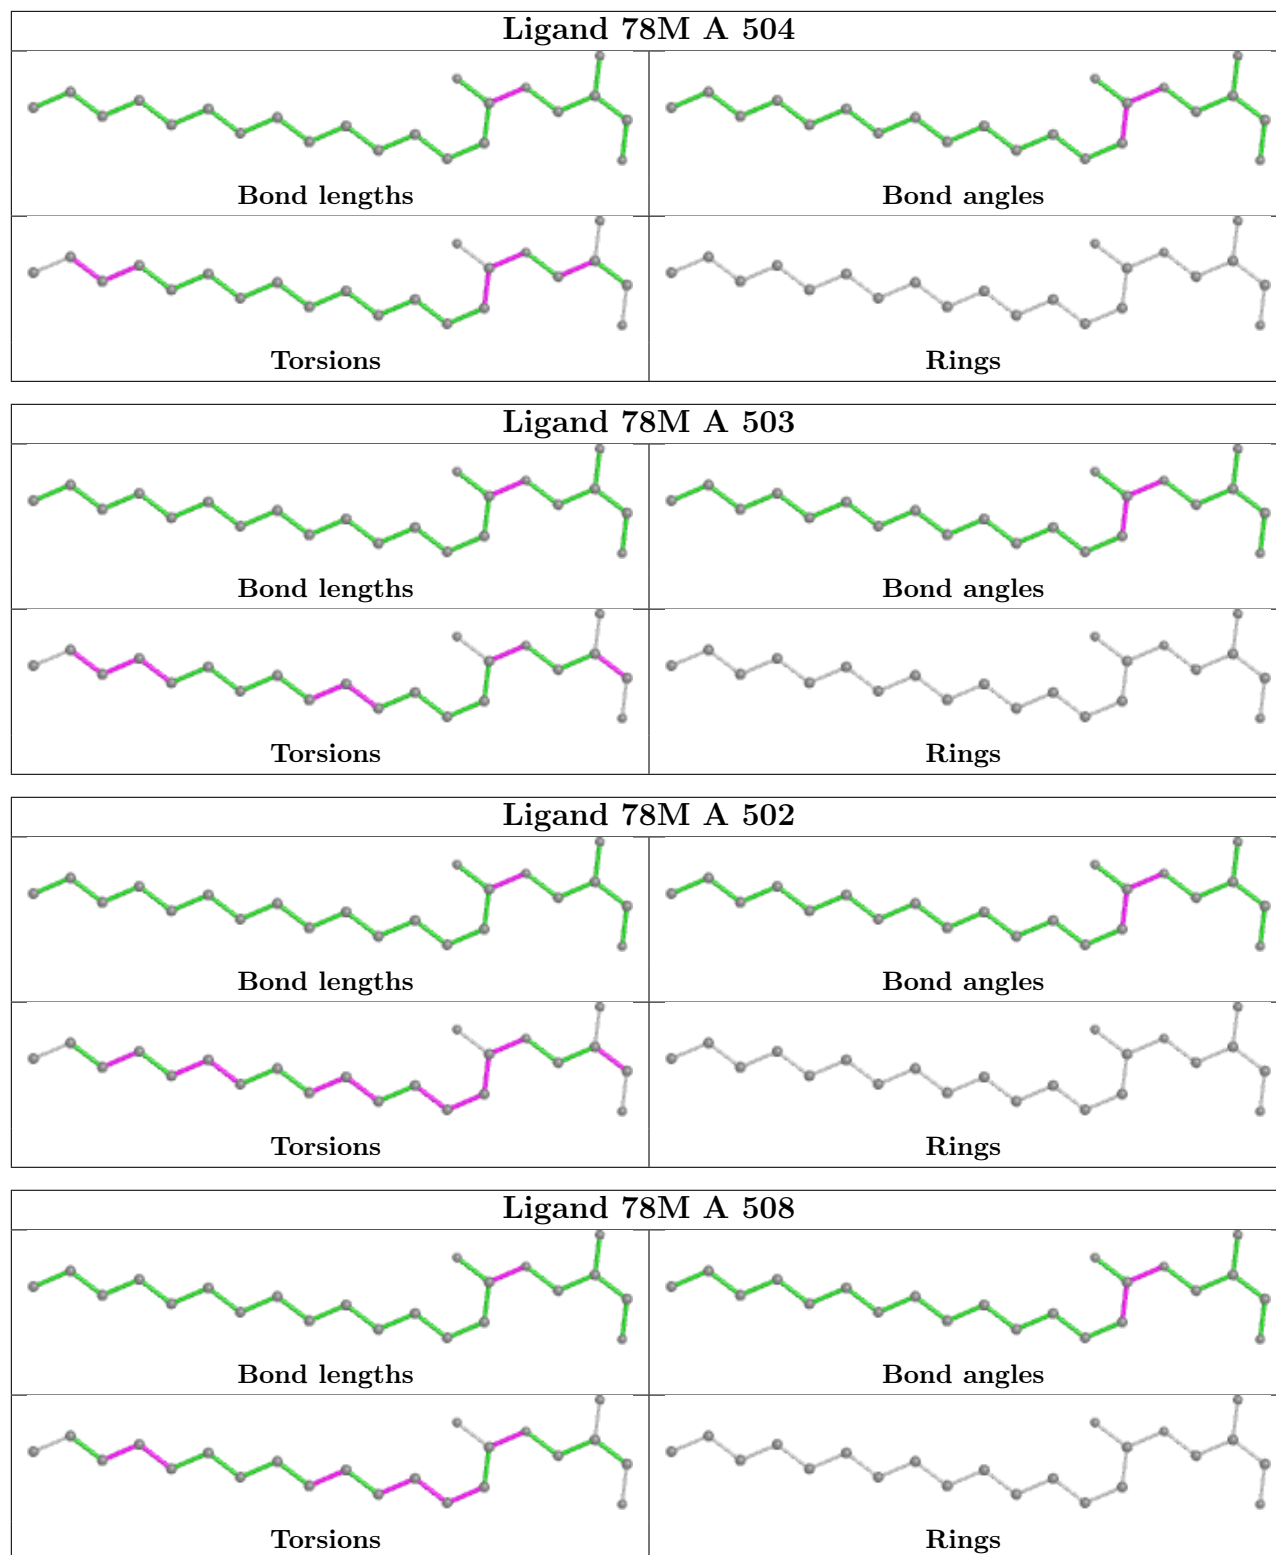 Ligand 78M A 504
Bond lengths
Bond angles
Torsions
Rings
Ligand 78M A 503
Bond lengths
Bond angles
Torsions
Rings
Ligand 78M A 502
Bond lengths
Bond angles
Torsions
Rings
Ligand 78M A 508
Bond lengths
Bond angles
Torsions
Rings